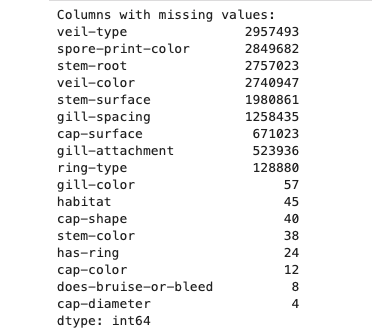 Columns with missing values:
veil-type 2957493
spore-print-color 2849682
stem-root 2757023
veil-color 2740947
stem-surface 1980861
gill-spacing 1258435
cap-surface 671023
gill-attachment 523936
ring-type 128880
gill-color 57
habitat 45
cap-shape 40
stem-color 38
has-ring 24
cap-color 12
does-bruise-or-bleed 8
cap-diameter 4
dtype: int64